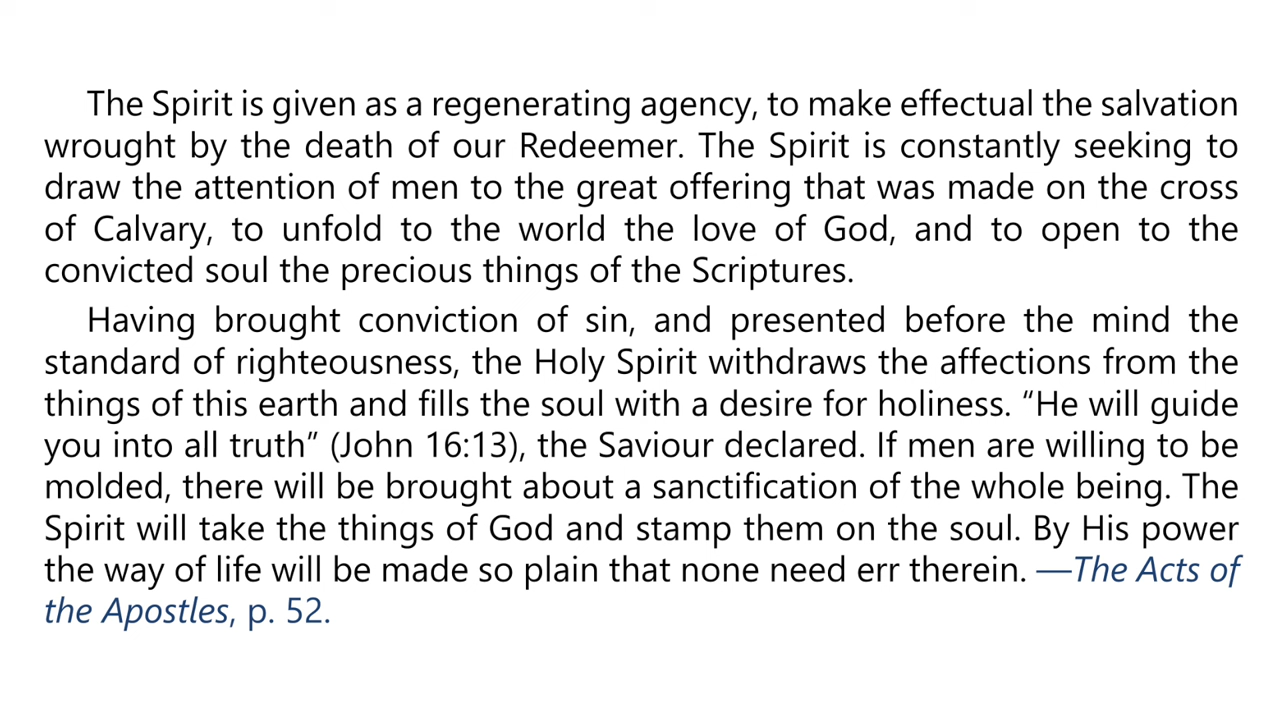 The Spirit is given as a regenerating agency, to make effectual the salvation
wrought by the death of our Redeemer. The Spirit is constantly seeking to
draw the attention of men to the great offering that was made on the cross
of Calvary, to unfold to the world the love of God, and to open to the
convicted soul the precious things of the Scriptures.
Having brought conviction of sin, and presented before the mind the
standard of righteousness, the Holy Spirit withdraws the affections from the
things of this earth and fills the soul with a desire for holiness. “He will guide
you into all truth” (John 16:13), the Saviour declared. If men are willing to be
molded, there will be brought about a sanctification of the whole being. The
Spirit will take the things of God and stamp them on the soul. By His power
the way of life will be made so plain that none need err therein. —The Acts of
the Apostles, p. 52.